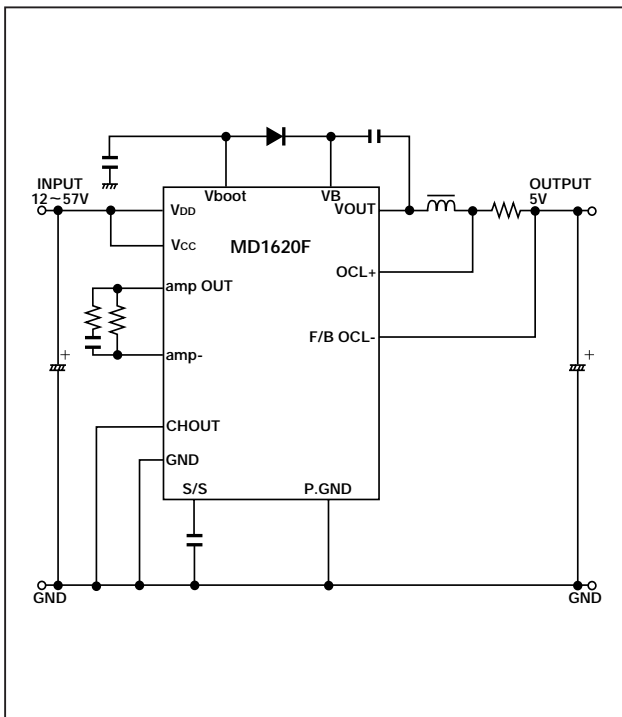 Vboot
VB
INPUT
12～57V
VDD
VOUT
OUTPUT
5V
VCC
MD1620F
OCL+
amp OUT
F/B OCL-
amp-
+
+
CHOUT
GND
S/S
P.GND
GND
GND